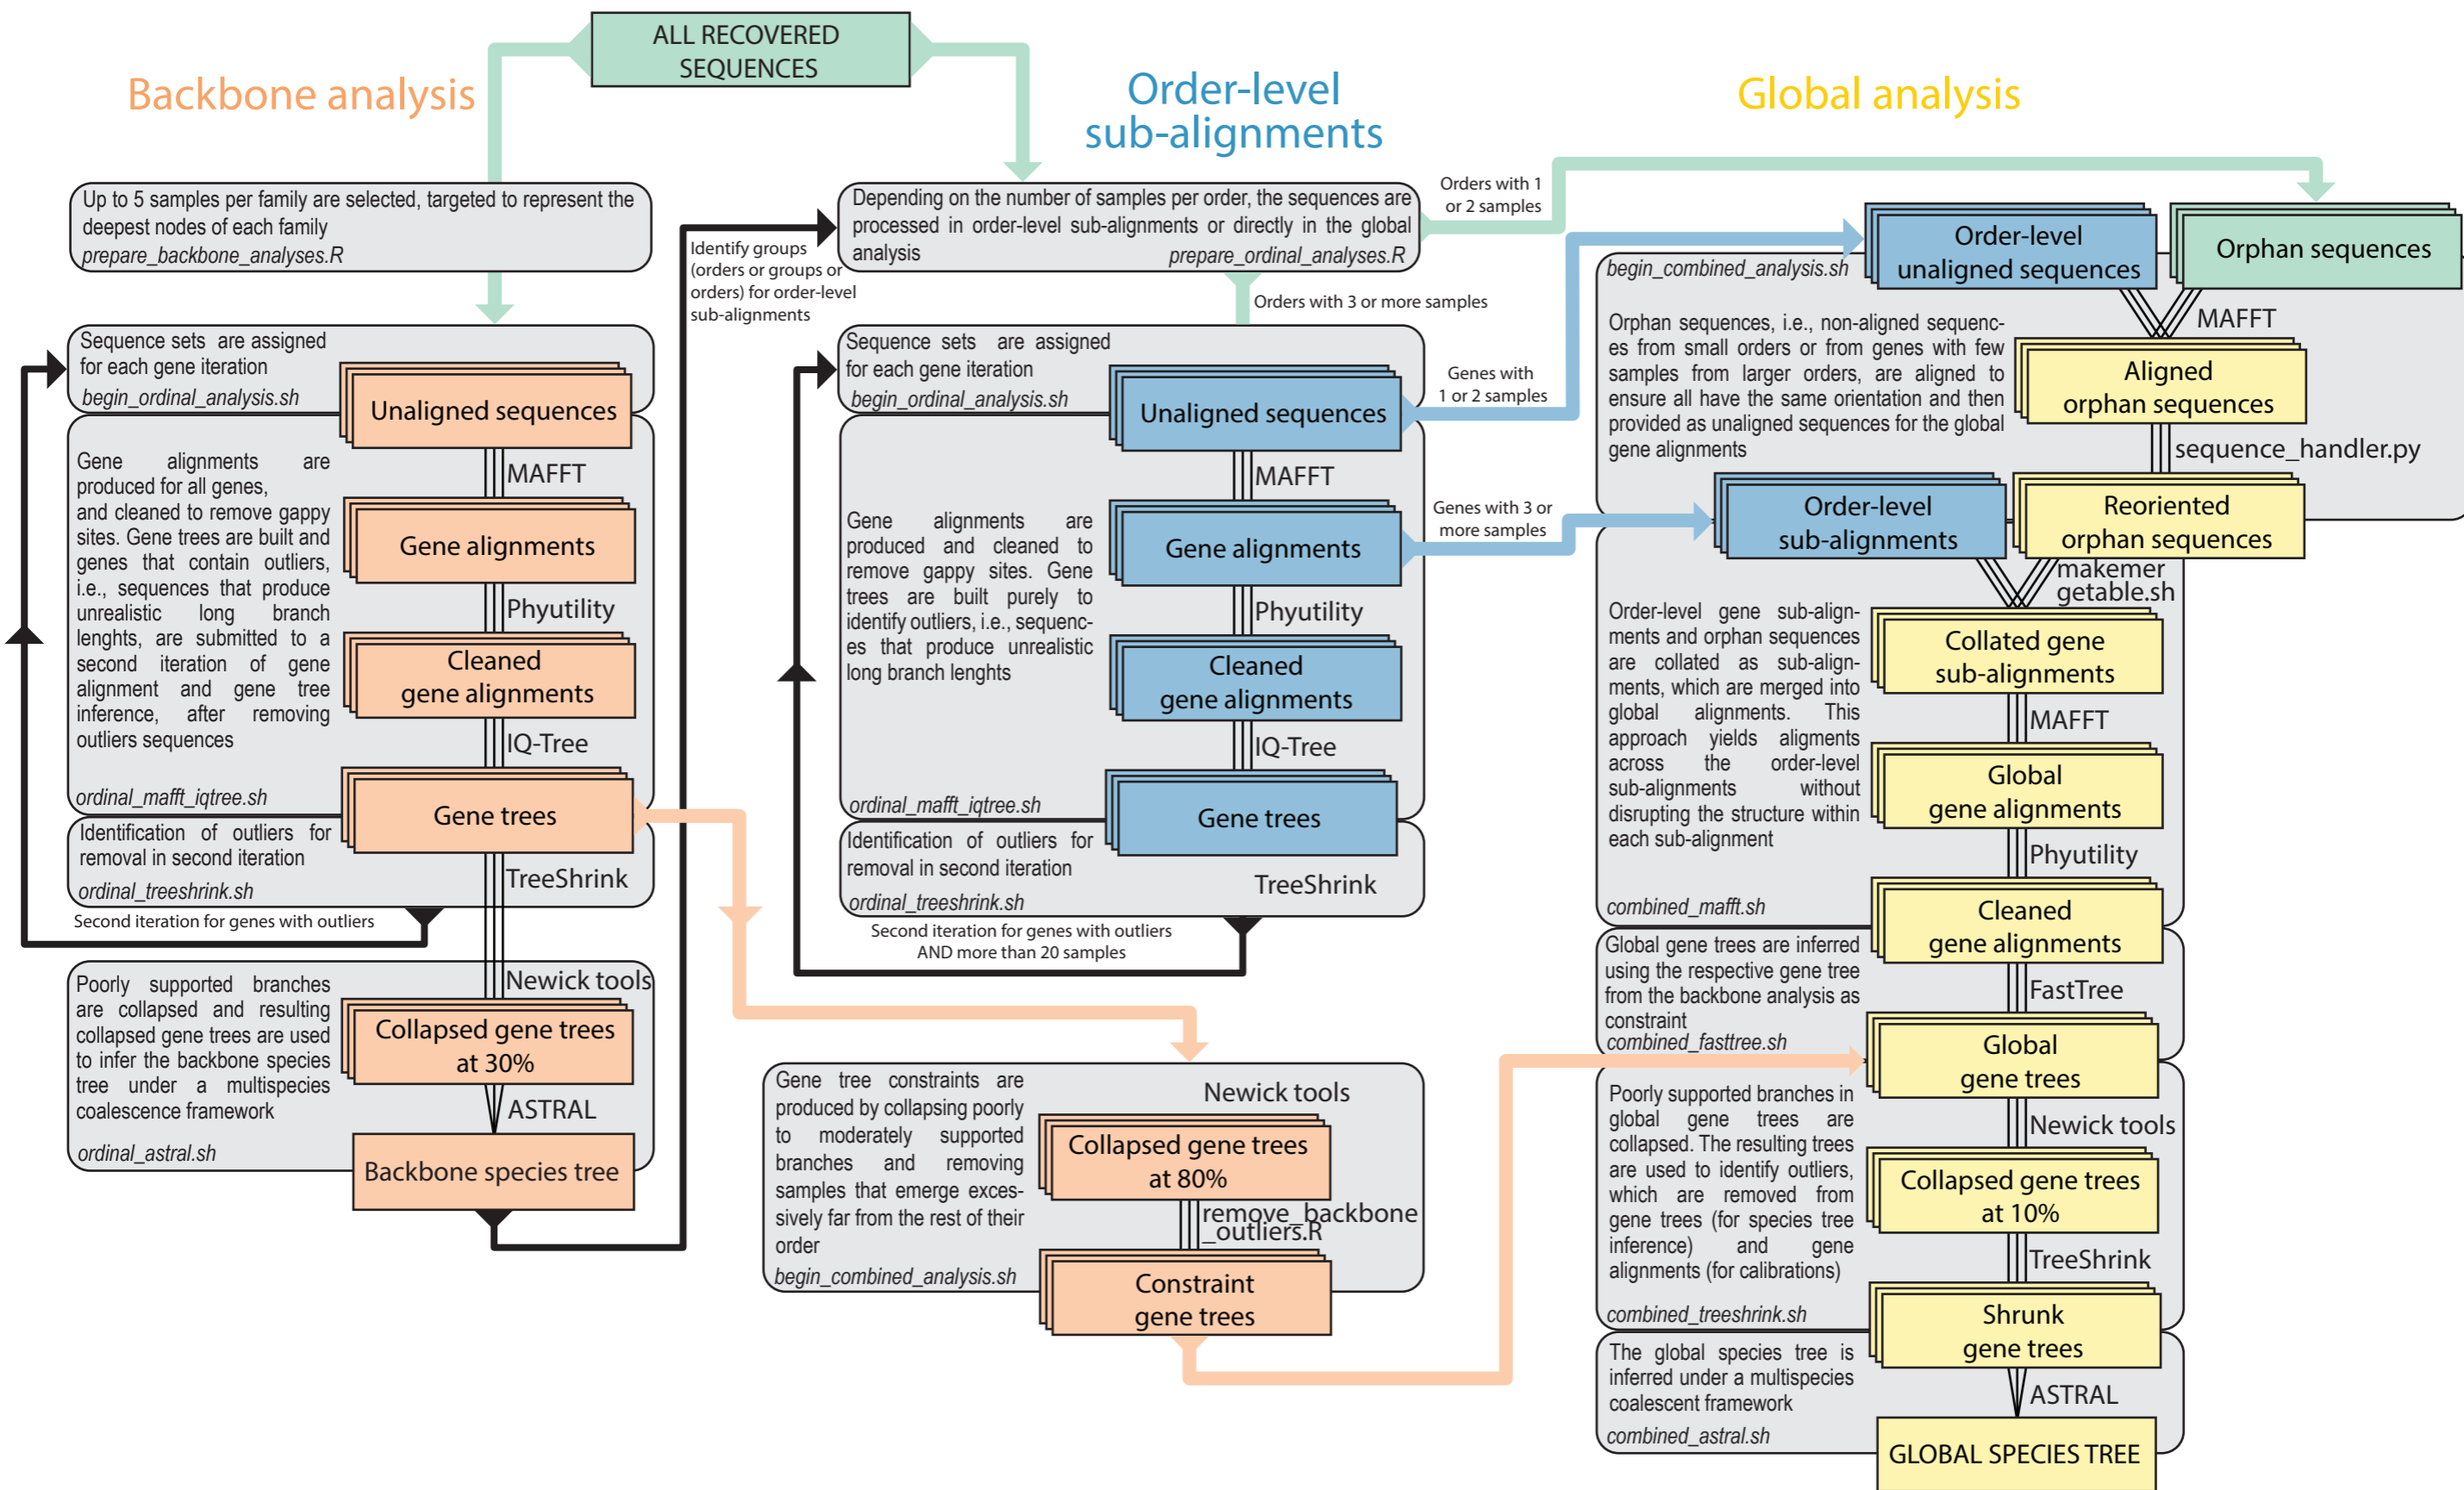 ALL RECOVERED
SEQUENCES
Backbone analysis
Order-level
sub-alignments
Global analysis
Up to 5 samples per family are selected, targeted to represent the
deepest nodes of each family
prepare_backbone_analyses.R
Sequence sets are assigned
for each gene iteration
begin_ordinal_analysis.sh
Unaligned sequences
MAFFT
Gene alignments are
produced for all genes,
and cleaned to remove gappy
sites. Gene trees are built and
genes that contain outliers,
i.e., sequences that produce
unrealistic long branch
lenghts, are submitted to a
second iteration of gene
alignment and gene tree
inference, after removing
outliers sequences
ordinal_mafft_iqtree.sh
Gene alignments
Phyutility
Cleaned
gene alignments
IQ-Tree
Gene trees
Identification of outliers for
removal in second iteration
ordinal_treeshrink.sh
TreeShrink
Second iteration for genes with outliers
Poorly supported branches
are collapsed and resulting
collapsed gene trees are used
to infer the backbone species
tree under a multispecies
coalescence framework
ordinal_astral.sh
Newick tools
Collapsed gene trees
at 30%
ASTRAL
Backbone species tree
Identify groups
(orders or groups or
orders) for order-level
sub-alignments
Depending on the number of samples per order, the sequences are
processed in order-level sub-alignments or directly in the global
analysis
prepare_ordinal_analyses.R
Orders with 3 or more samples
Orders with 1
or 2 samples
Sequence sets are assigned
for each gene iteration
begin_ordinal_analysis.sh
Unaligned sequences
Genes with
1 or 2 samples
MAFFT
Gene alignments are
produced and cleaned to
remove gappy sites. Gene
trees are built purely to
identify outliers, i.e., sequenc-
es that produce unrealistic
long branch lenghts
ordinal_mafft_iqtree.sh
Gene alignments
Genes with 3 or
more samples
Phyutility
Cleaned
gene alignments
IQ-Tree
Gene trees
Identification of outliers for
removal in second iteration
ordinal_treeshrink.sh
TreeShrink
Second iteration for genes with outliers
AND more than 20 samples
Gene tree constraints are
produced by collapsing poorly
to moderately supported
branches and removing
samples that emerge exces-
sively far from the rest of their
order
begin_combined_analysis.sh
Newick tools
Collapsed gene trees
at 80%
remove_backbone
_outliers.R
Constraint
gene trees
Order-level
unaligned sequences
Orphan sequences
begin_combined_analysis.sh
MAFFT
Orphan sequences, i.e., non-aligned sequenc-
es from small orders or from genes with few
samples from larger orders, are aligned to
ensure all have the same orientation and then
provided as unaligned sequences for the global
gene alignments
Aligned
orphan sequences
sequence_handler.py
Order-level
sub-alignments
Reoriented
orphan sequences
makemer
getable.sh
Order-level gene sub-align-
ments and orphan sequences
are collated as sub-align-
ments, which are merged into
global alignments. This
approach yields aligments
across the order-level
sub-alignments without
disrupting the structure within
each sub-alignment
combined_mafft.sh
Collated gene
sub-alignments
MAFFT
Global
gene alignments
Phyutility
Cleaned
gene alignments
Global gene trees are inferred
using the respective gene tree
from the backbone analysis as
constraint
combined_fasttree.sh
FastTree
Global
gene trees
Poorly supported branches in
global gene trees are
collapsed. The resulting trees
are used to identify outliers,
which are removed from
gene trees (for species tree
inference) and gene
alignments (for calibrations)
combined_treeshrink.sh
Newick tools
Collapsed gene trees
at 10%
TreeShrink
Shrunk
gene trees
The global species tree is
inferred under a multispecies
coalescent framework
combined_astral.sh
ASTRAL
GLOBAL SPECIES TREE